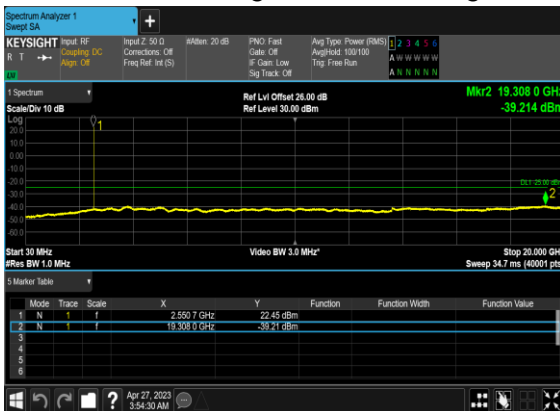 Spectrum Analyzer 1
Swept SA
+
KEYSIGHT Input: RF Input Z: 50 Ω #Atten: 20 dB PNO: Fast Avg Type: Power (RMS) 1 2 3 4 5 6
R T Coupling: DC Corrections: Off Gate: Off Avg|Hold: 100/100 A W W W W W
Align: Off Freq Ref: Int (S) IF Gain: Low Trig: Free Run
LV Sig Track: Off A N N N N N
1 Spectrum Ref Lvl Offset 26.00 dB Mkr2 19.308 0 GHz
Scale/Div 10 dB Ref Level 30.00 dBm -39.214 dBm
Log
20.0 1
10.0
0.00
-10.0
-20.0 DL1 -25.00 dBm
-30.0 2
-40.0
-50.0
-60.0
Start 30 MHz Video BW 3.0 MHz* Stop 20.000 GH
#Res BW 1.0 MHz Sweep 34.7 ms (40001 pts
5 Marker Table
Mode Trace Scale X Y Function Function Width Function Value
1 N 1 f 2.550 7 GHz 22.45 dBm
2 N 1 f 19.308 0 GHz -39.21 dBm
3
4
5
6
? Apr 27, 2023
3:54:30 AM